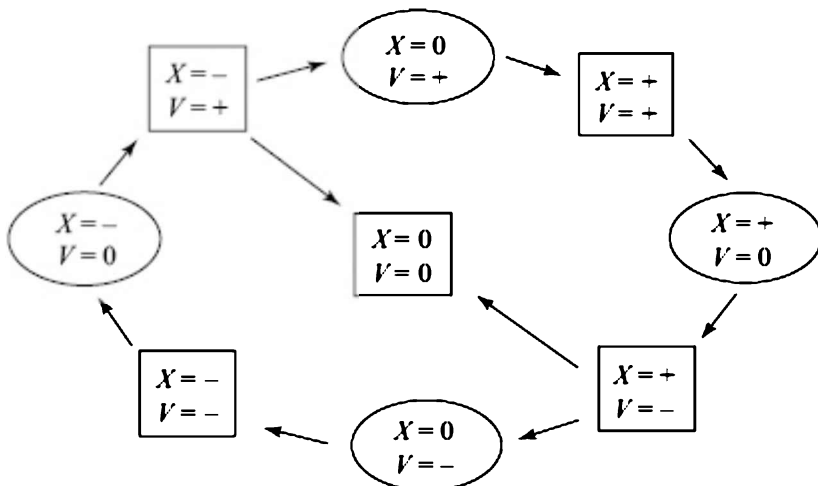 X = 0
V = +
X = −
V = +
X = +
V = +
X = −
V = 0
X = 0
V = 0
X = +
V = 0
X = −
V = −
X = +
V = −
X = 0
V = −